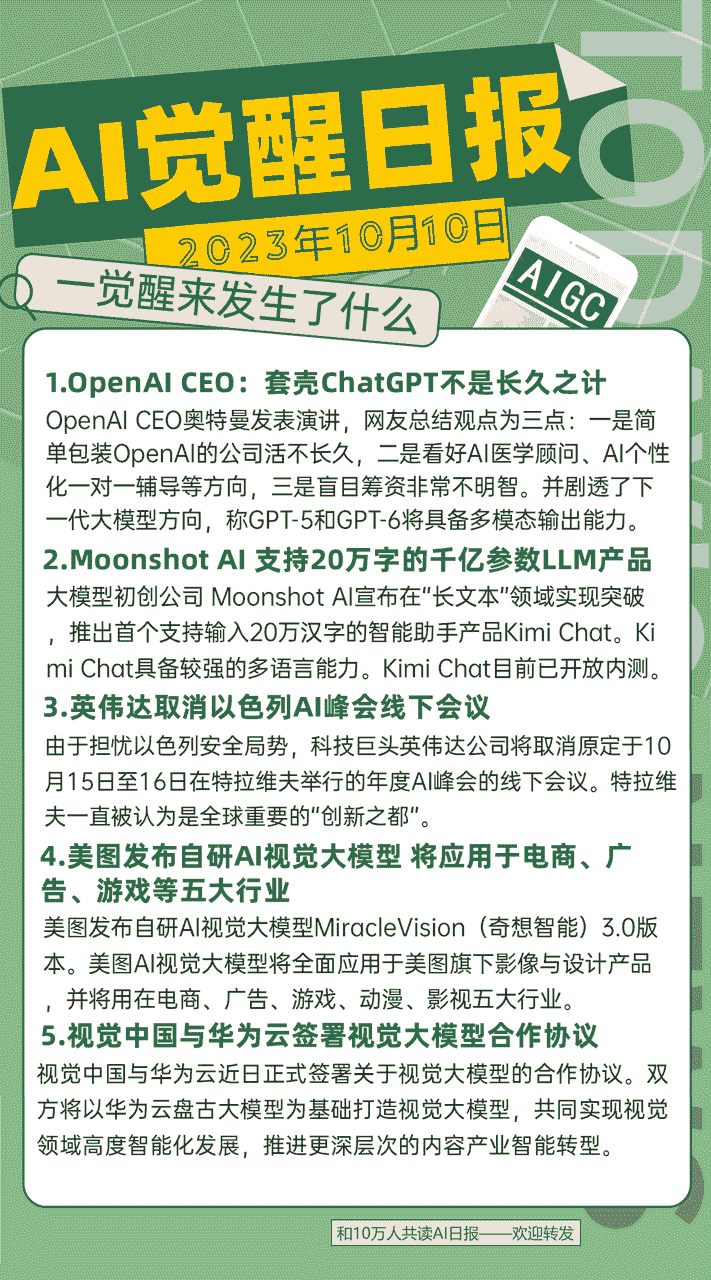 AI觉醒日报
2023年10月10日
一觉醒来发生了什么
AIGC
1.OpenAI CEO：套壳ChatGPT不是长久之计
OpenAI CEO奥特曼发表演讲，网友总结观点为三点：一是简
单包装OpenAI的公司活不长久，二是看好AI医学顾问、AI个性
化一对一辅导等方向，三是盲目筹资非常不明智。并剧透了下
一代大模型方向，称GPT-5和GPT-6将具备多模态输出能力。
2.Moonshot AI 支持20万字的千亿参数LLM产品
大模型初创公司 Moonshot AI宣布在“长文本”领域实现突破
，推出首个支持输入20万汉字的智能助手产品Kimi Chat。Ki
mi Chat具备较强的多语言能力。Kimi Chat目前已开放内测。
3.英伟达取消以色列AI峰会线下会议
由于担忧以色列安全局势，科技巨头英伟达公司将取消原定于10
月15日至16日在特拉维夫举行的年度AI峰会的线下会议。特拉维
夫一直被认为是全球重要的“创新之都”。
4.美图发布自研AI视觉大模型 将应用于电商、广
告、游戏等五大行业
美图发布自研AI视觉大模型MiracleVision（奇想智能）3.0版
本。美图AI视觉大模型将全面应用于美图旗下影像与设计产品
，并将用在电商、广告、游戏、动漫、影视五大行业。
5.视觉中国与华为云签署视觉大模型合作协议
视觉中国与华为云近日正式签署关于视觉大模型的合作协议。双
方将以华为云盘古大模型为基础打造视觉大模型，共同实现视觉
领域高度智能化发展，推进更深层次的内容产业智能转型。
和10万人共读AI日报——欢迎转发